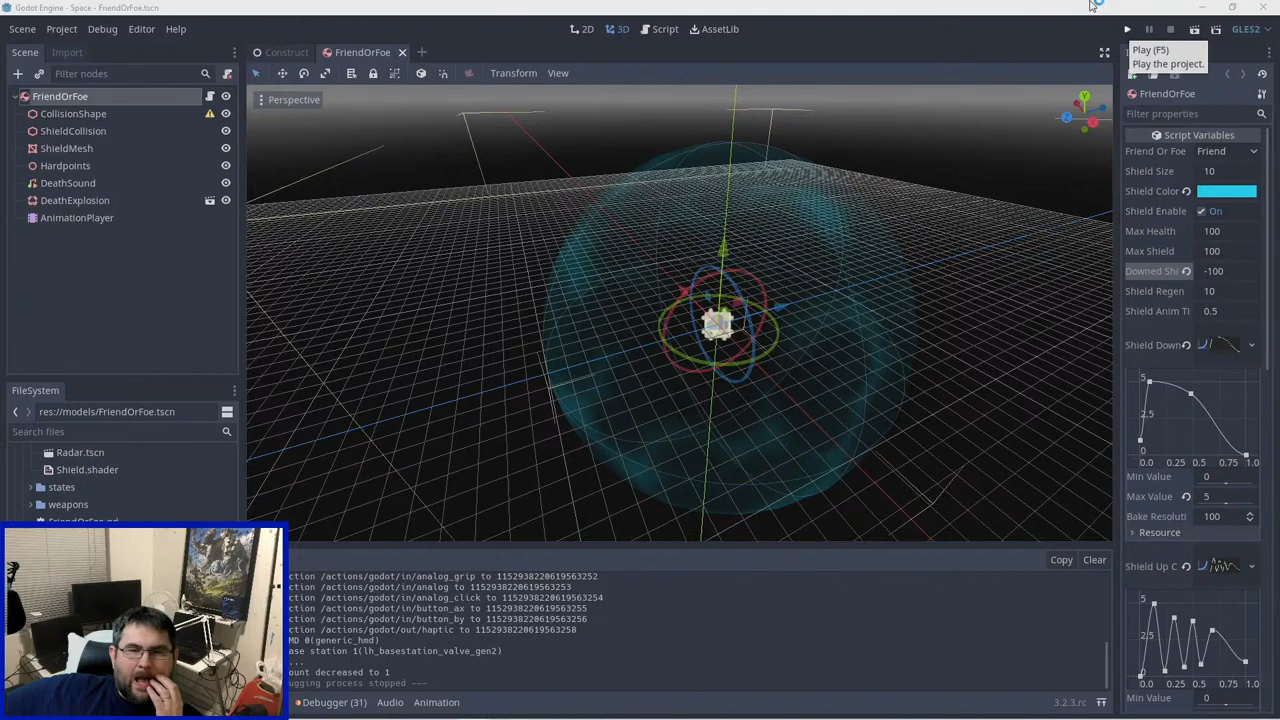 Godot Engine - Space - FriendOrFoe.tscn
Scene Project Debug Editor Help
2D 3D Script AssetLib
GLES2
Scene Import
Construct FriendOrFoe
Play (F5)
Play the project.
Filter nodes
Transform View
FriendOrFoe
CollisionShape
ShieldCollision
ShieldMesh
Hardpoints
DeathSound
DeathExplosion
AnimationPlayer
Perspective
Y
Z
FriendOrFoe
Filter properties
Script Variables
Friend Or Foe Friend
Shield Size 10
Shield Color
Shield Enable On
Max Health 100
Max Shield 100
Downed Shi -100
Shield Regen 10
Shield Anim Ti 0.5
Shield Down
5
2.5
0
0.0 0.25 0.5 0.75 1.0
Min Value 0
Max Value 5
Bake Resoluti 100
Resource
Shield Up C
5
2.5
0
0.0 0.25 0.5 0.75 1.0
Min Value 0
FileSystem
res://models/FriendOrFoe.tscn
Search files
Radar.tscn
Shield.shader
states
weapons
Copy Clear
ction /actions/godot/in/analog_grip to 1152938220619563252
ction /actions/godot/in/analog to 1152938220619563253
ction /actions/godot/in/analog_click to 1152938220619563254
ction /actions/godot/in/button_ax to 1152938220619563255
ction /actions/godot/in/button_by to 1152938220619563256
ction /actions/godot/out/haptic to 1152938220619563258
MD 0(generic_hmd)
ase station 1(lh_basestation_valve_gen2)
...
ount decreased to 1
ugging process stopped ---
Debugger (31) Audio Animation
3.2.3.rc